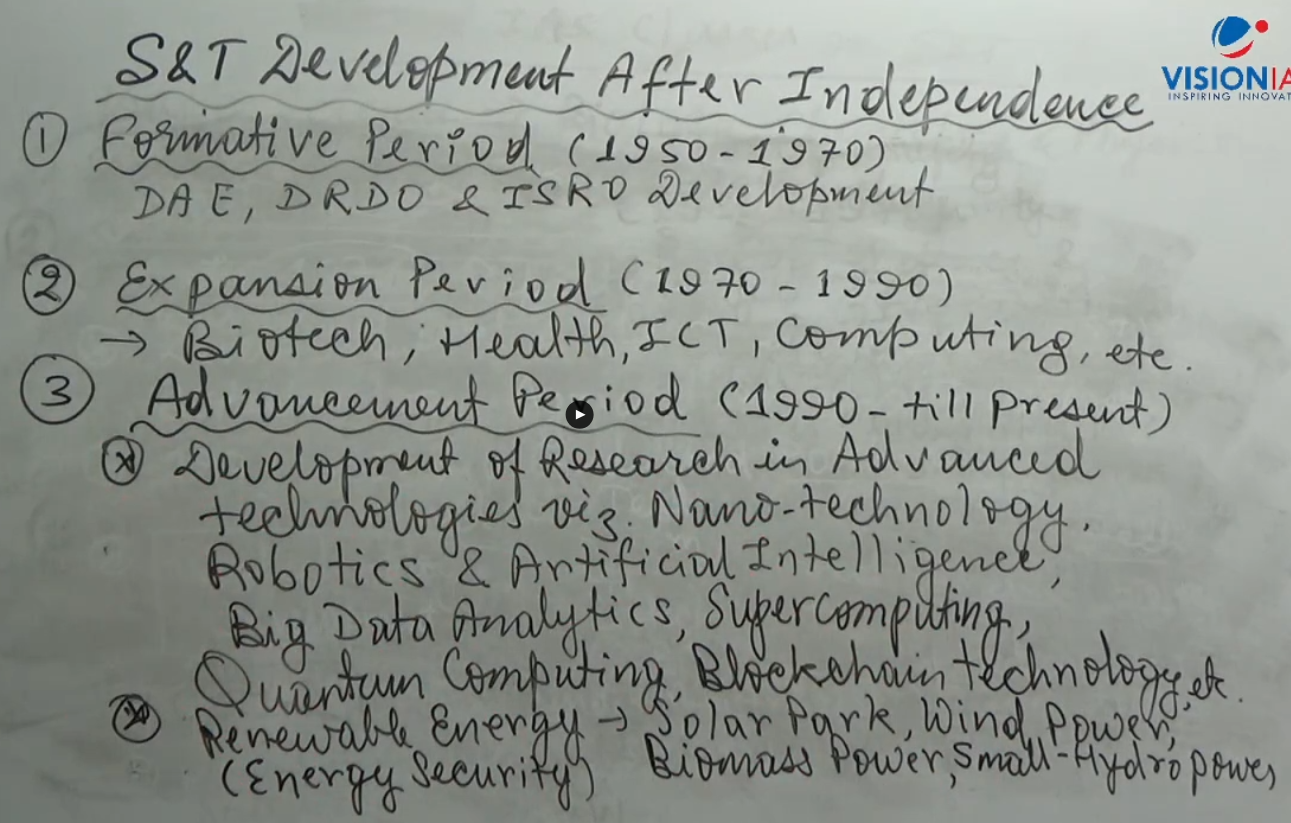 S&T Development After Independence
VISIONIA
INSPIRING INNOVAT
① Formative Period (1950-1970)
DAE, DRDO & ISRO Development
② Expansion Period (1970-1990)
→ Biotech, Health, ICT, Computing, etc.
③ Advancement Period (1990-till present)
Development of Research in Advanced
technologies viz. Nano-technology,
Robotics & Artificial Intelligence,
Big Data Analytics, Supercomputing,
Quantum Computing, Blockchain technology, etc.
Renewable Energy → Solar Park, Wind Power,
(Energy Security) Biomass Power, Small-Hydropower